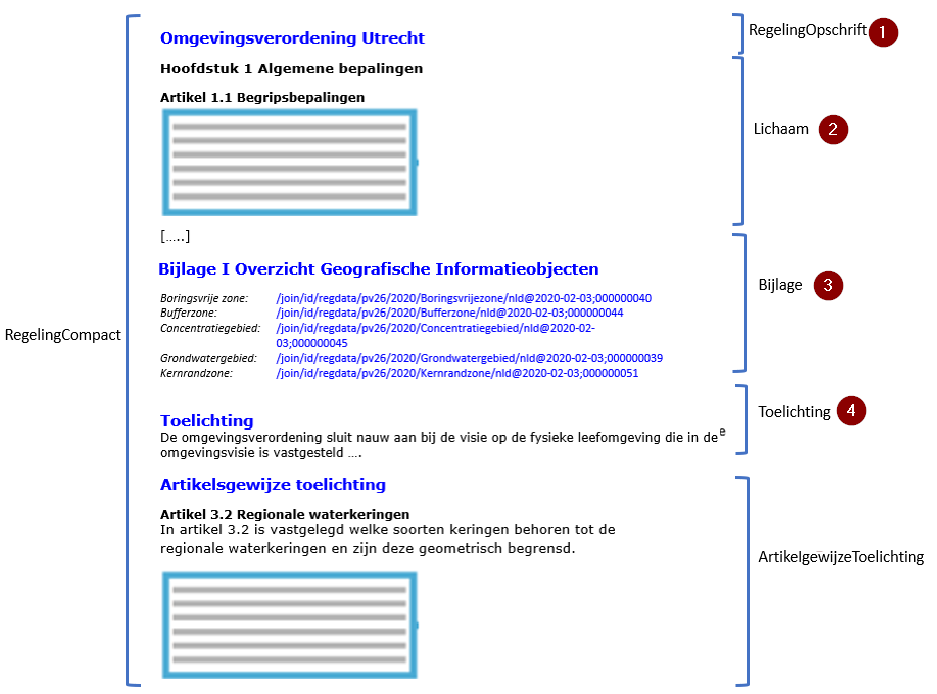 Omgevingsverordening Utrecht
RegelingOpschrift 1
Hoofdstuk 1 Algemene bepalingen
Artikel 1.1 Begripsbepalingen
Lichaam 2
[…..]
Bijlage I Overzicht Geografische Informatieobjecten
Bijlage 3
Boringsvrije zone: /join/id/regdata/pv26/2020/Boringsvrijezone/nld@2020-02-03;000000040
Bufferzone: /join/id/regdata/pv26/2020/Bufferzone/nld@2020-02-03;000000044
Concentratiegebied: /join/id/regdata/pv26/2020/Concentratiegebied/nld@2020-02-
03;000000045
RegelingCompact
Grondwatergebied: /join/id/regdata/pv26/2020/Grondwatergebied/nld@2020-02-03;000000039
Kernrandzone: /join/id/regdata/pv26/2020/Kernrandzone/nld@2020-02-03;000000051
Toelichting
Toelichting 4
De omgevingsverordening sluit nauw aan bij de visie op de fysieke leefomgeving die in de e
omgevingsvisie is vastgesteld ….
Artikelsgewijze toelichting
Artikel 3.2 Regionale waterkeringen
In artikel 3.2 is vastgelegd welke soorten keringen behoren tot de
regionale waterkeringen en zijn deze geometrisch begrensd.
ArtikelgewijzeToelichting